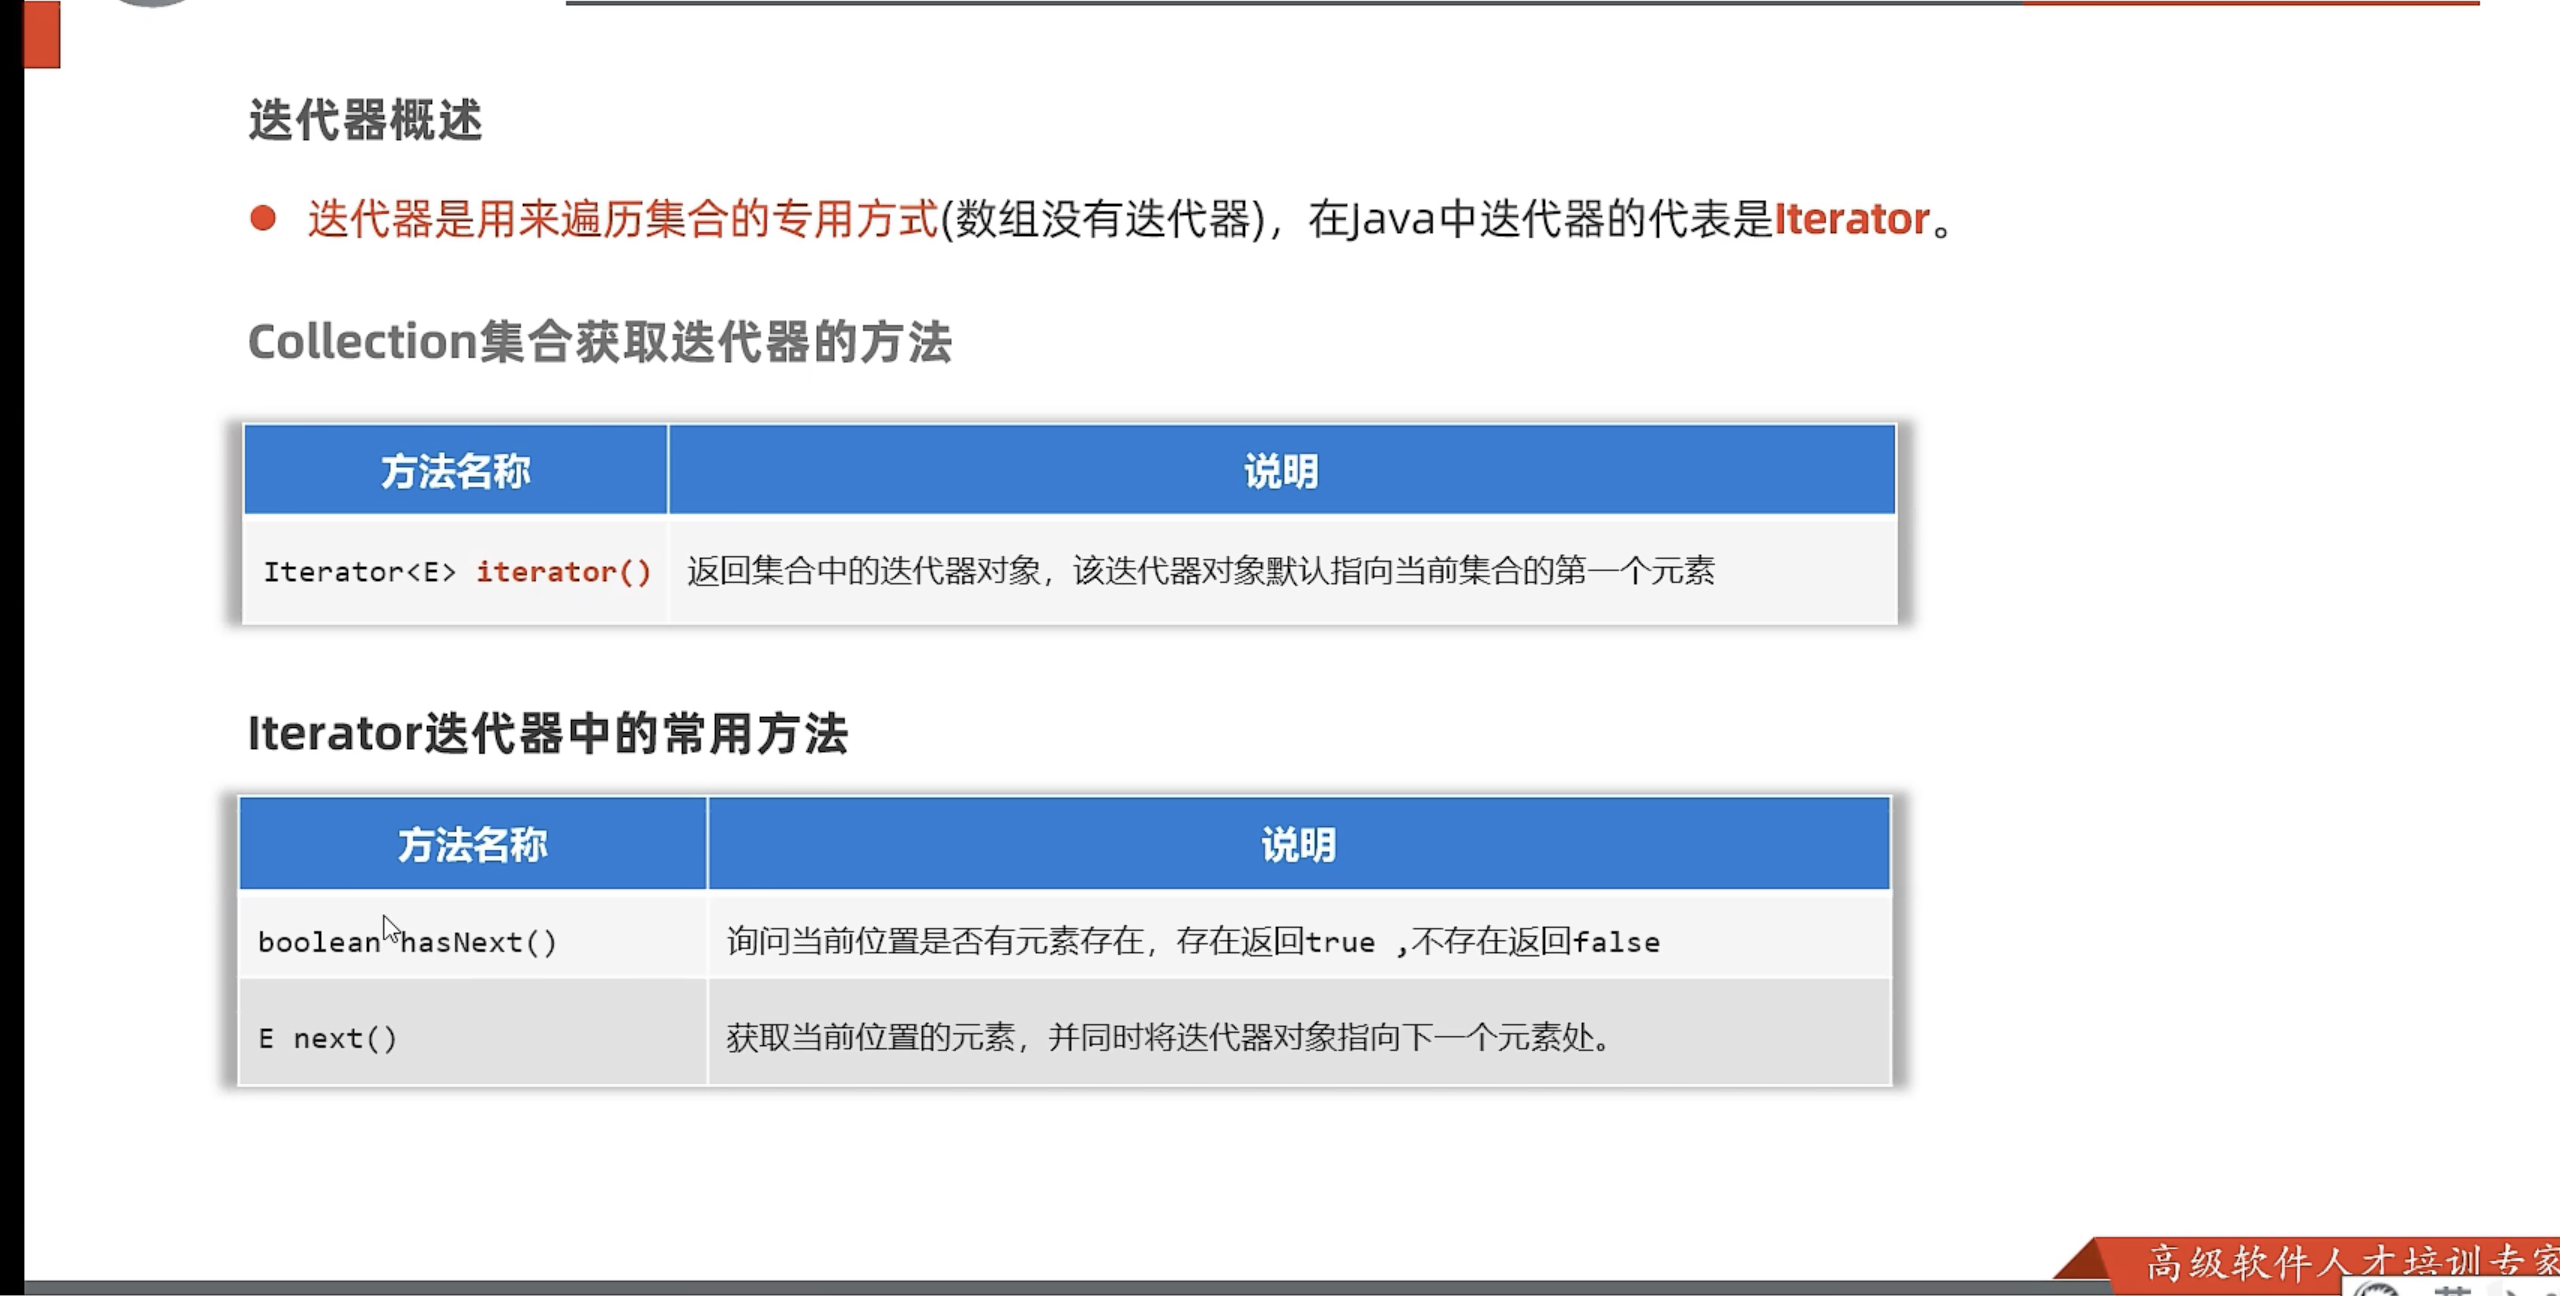 迭代器概述
迭代器是用来遍历集合的专用方式(数组没有迭代器)，在Java中迭代器的代表是Iterator。
Collection集合获取迭代器的方法
方法名称 说明
Iterator<E> iterator() 返回集合中的迭代器对象，该迭代器对象默认指向当前集合的第一个元素
Iterator迭代器中的常用方法
方法名称 说明
boolean hasNext() 询问当前位置是否有元素存在，存在返回true ,不存在返回false
E next() 获取当前位置的元素，并同时将迭代器对象指向下一个元素处。
高级软件人才培训专家